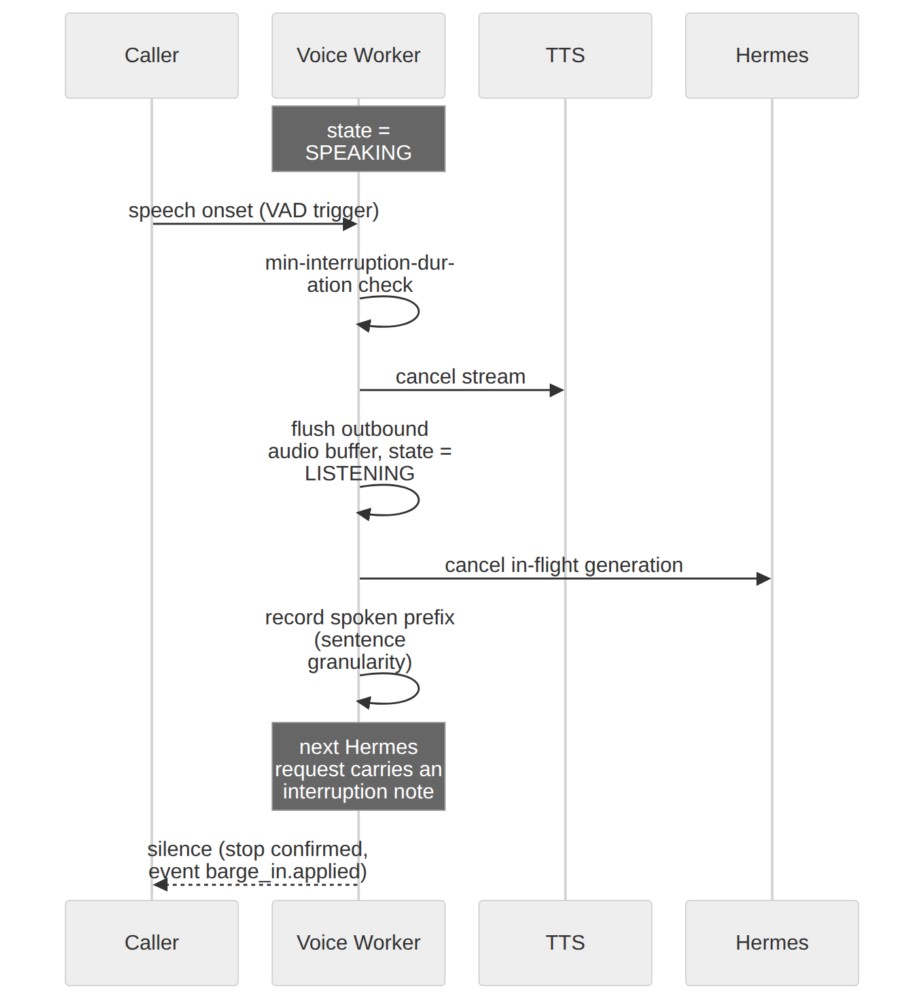 Caller
Voice Worker
TTS
Hermes
state =
SPEAKING
speech onset (VAD trigger)
min-interruption-dur-
ation check
cancel stream
flush outbound
audio buffer, state =
LISTENING
cancel in-flight generation
record spoken prefix
(sentence
granularity)
next Hermes
request carries an
interruption note
silence (stop confirmed,
event barge_in.applied)
Caller
Voice Worker
TTS
Hermes